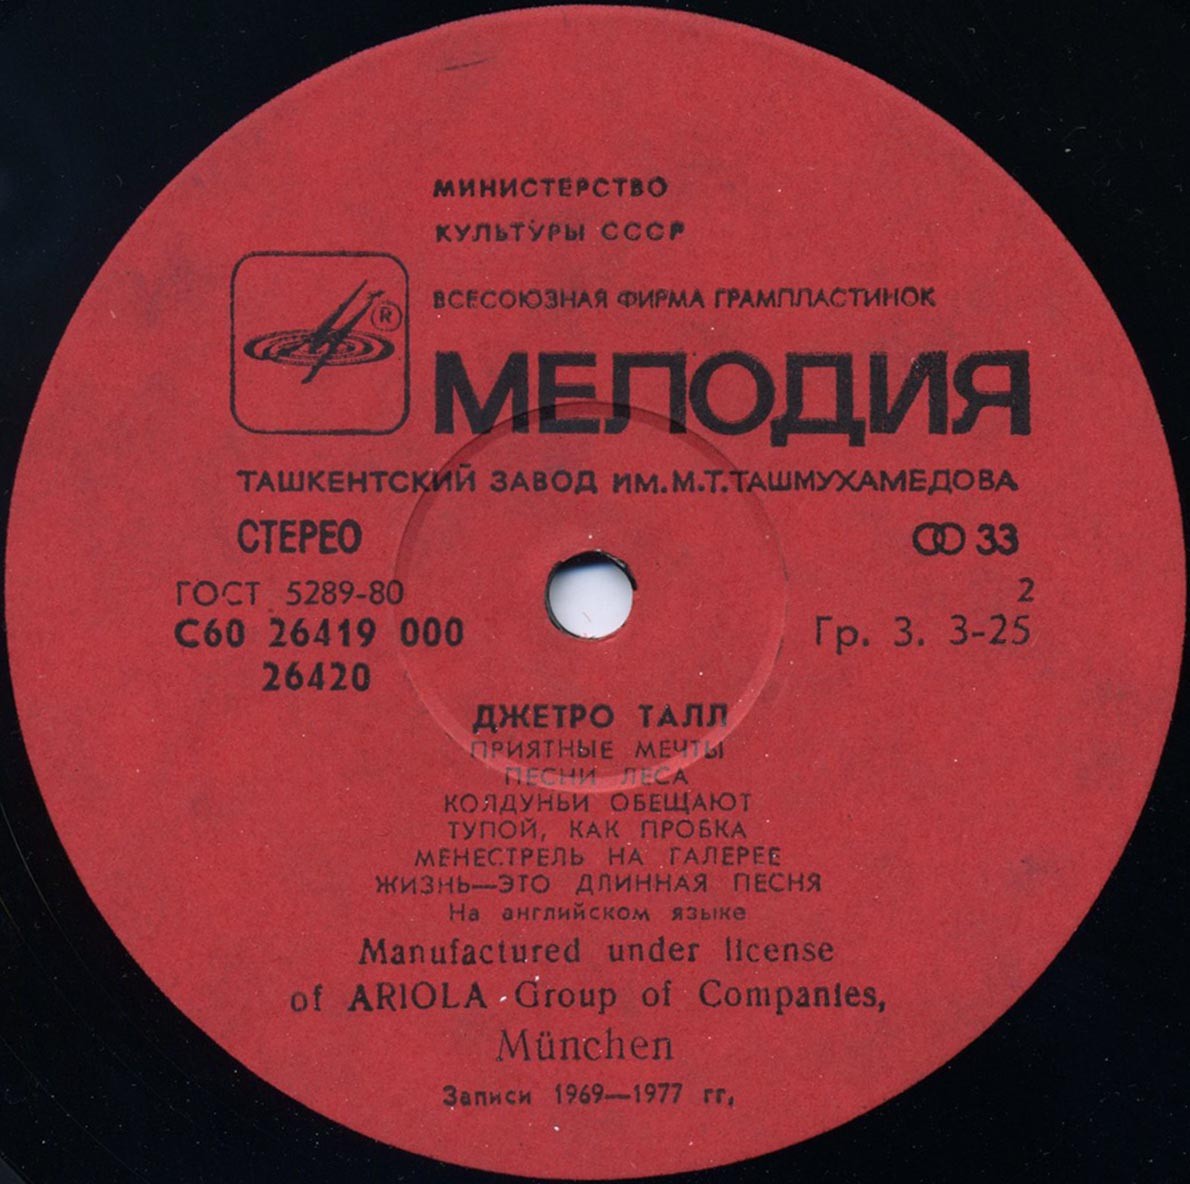 МИНИСТЕРСТВО
КУЛЬТУРЫ СССР
ВСЕСОЮЗНАЯ ФИРМА ГРАМПЛАСТИНОК
®
МЕЛОДИЯ
ТАШКЕНТСКИЙ ЗАВОД ИМ.М.Т.ТАШМУХАМЕДОВА
СТЕРЕО 33
ГОСТ 5289-80 2
С60 26419 000 Гр. 3. 3-25
26420
ДЖЕТРО ТАЛЛ
ПРИЯТНЫЕ МЕЧТЫ
ПЕСНИ ЛЕСА
КОЛДУНЬИ ОБЕЩАЮТ
ТУПОЙ, КАК ПРОБКА
МЕНЕСТРЕЛЬ НА ГАЛЕРЕЕ
ЖИЗНЬ—ЭТО ДЛИННАЯ ПЕСНЯ
На английском языке
Manufactured under license
of ARIOLA Group of Companies,
München
Записи 1969—1977 гг.